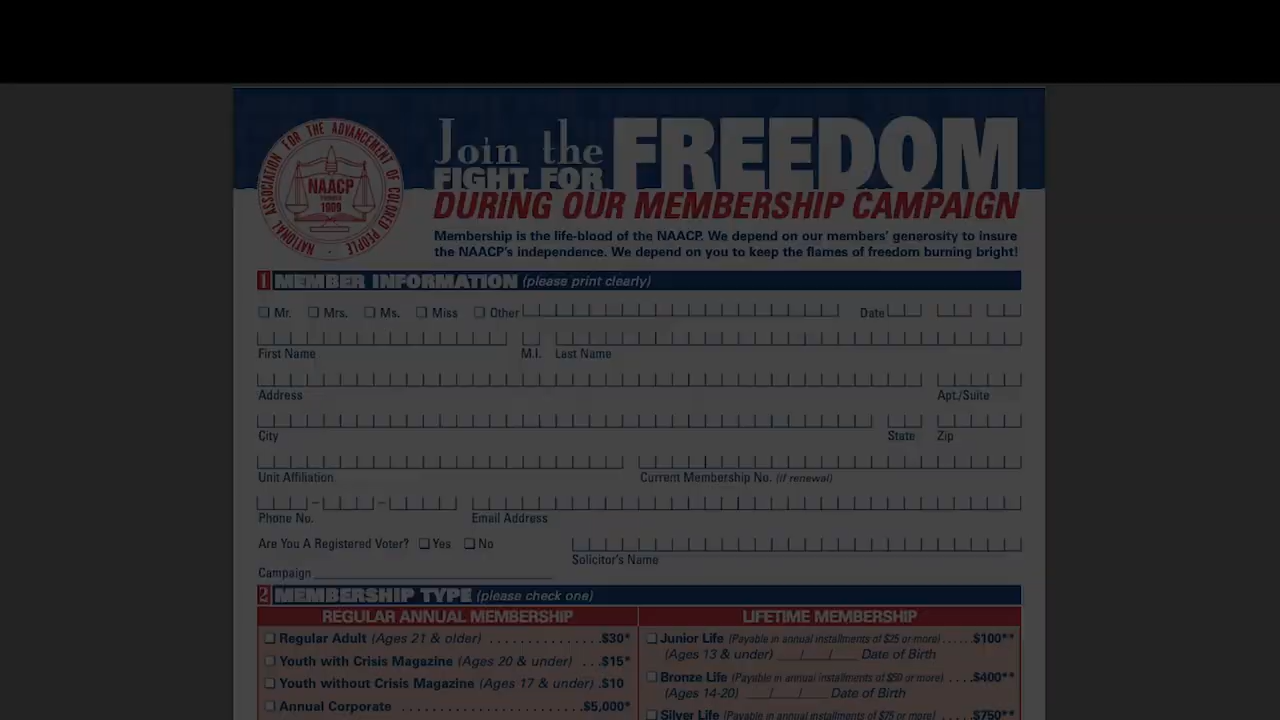 NATIONAL ASSOCIATION FOR THE ADVANCEMENT OF COLORED PEOPLE
NAACP
FOUNDED
1909
Join the
FIGHT FOR
FREEDOM
DURING OUR MEMBERSHIP CAMPAIGN
Membership is the life-blood of the NAACP. We depend on our members' generosity to insure
the NAACP's independence. We depend on you to keep the flames of freedom burning bright!
1 MEMBER INFORMATION (please print clearly)
Mr. Mrs. Ms. Miss Other Date
First Name M.I. Last Name
Address Apt./Suite
City State Zip
Unit Affiliation Current Membership No. (if renewal)
Phone No. Email Address
Are You A Registered Voter? Yes No
Solicitor's Name
Campaign
2 MEMBERSHIP TYPE (please check one)
REGULAR ANNUAL MEMBERSHIP
Regular Adult (Ages 21 & older) . . . . . . . . . . . . . .$30*
Youth with Crisis Magazine (Ages 20 & under) . . .$15*
Youth without Crisis Magazine (Ages 17 & under) .$10
Annual Corporate . . . . . . . . . . . . . . . . . . . . . .$5,000*
LIFETIME MEMBERSHIP
Junior Life (Payable in annual installments of $25 or more) . . . . .$100**
(Ages 13 & under) ___/___/___ Date of Birth
Bronze Life (Payable in annual installments of $50 or more) . . . .$400**
(Ages 14-20) ___/___/___ Date of Birth
Silver Life (Payable in annual installments of $75 or more) . . . . .$750**